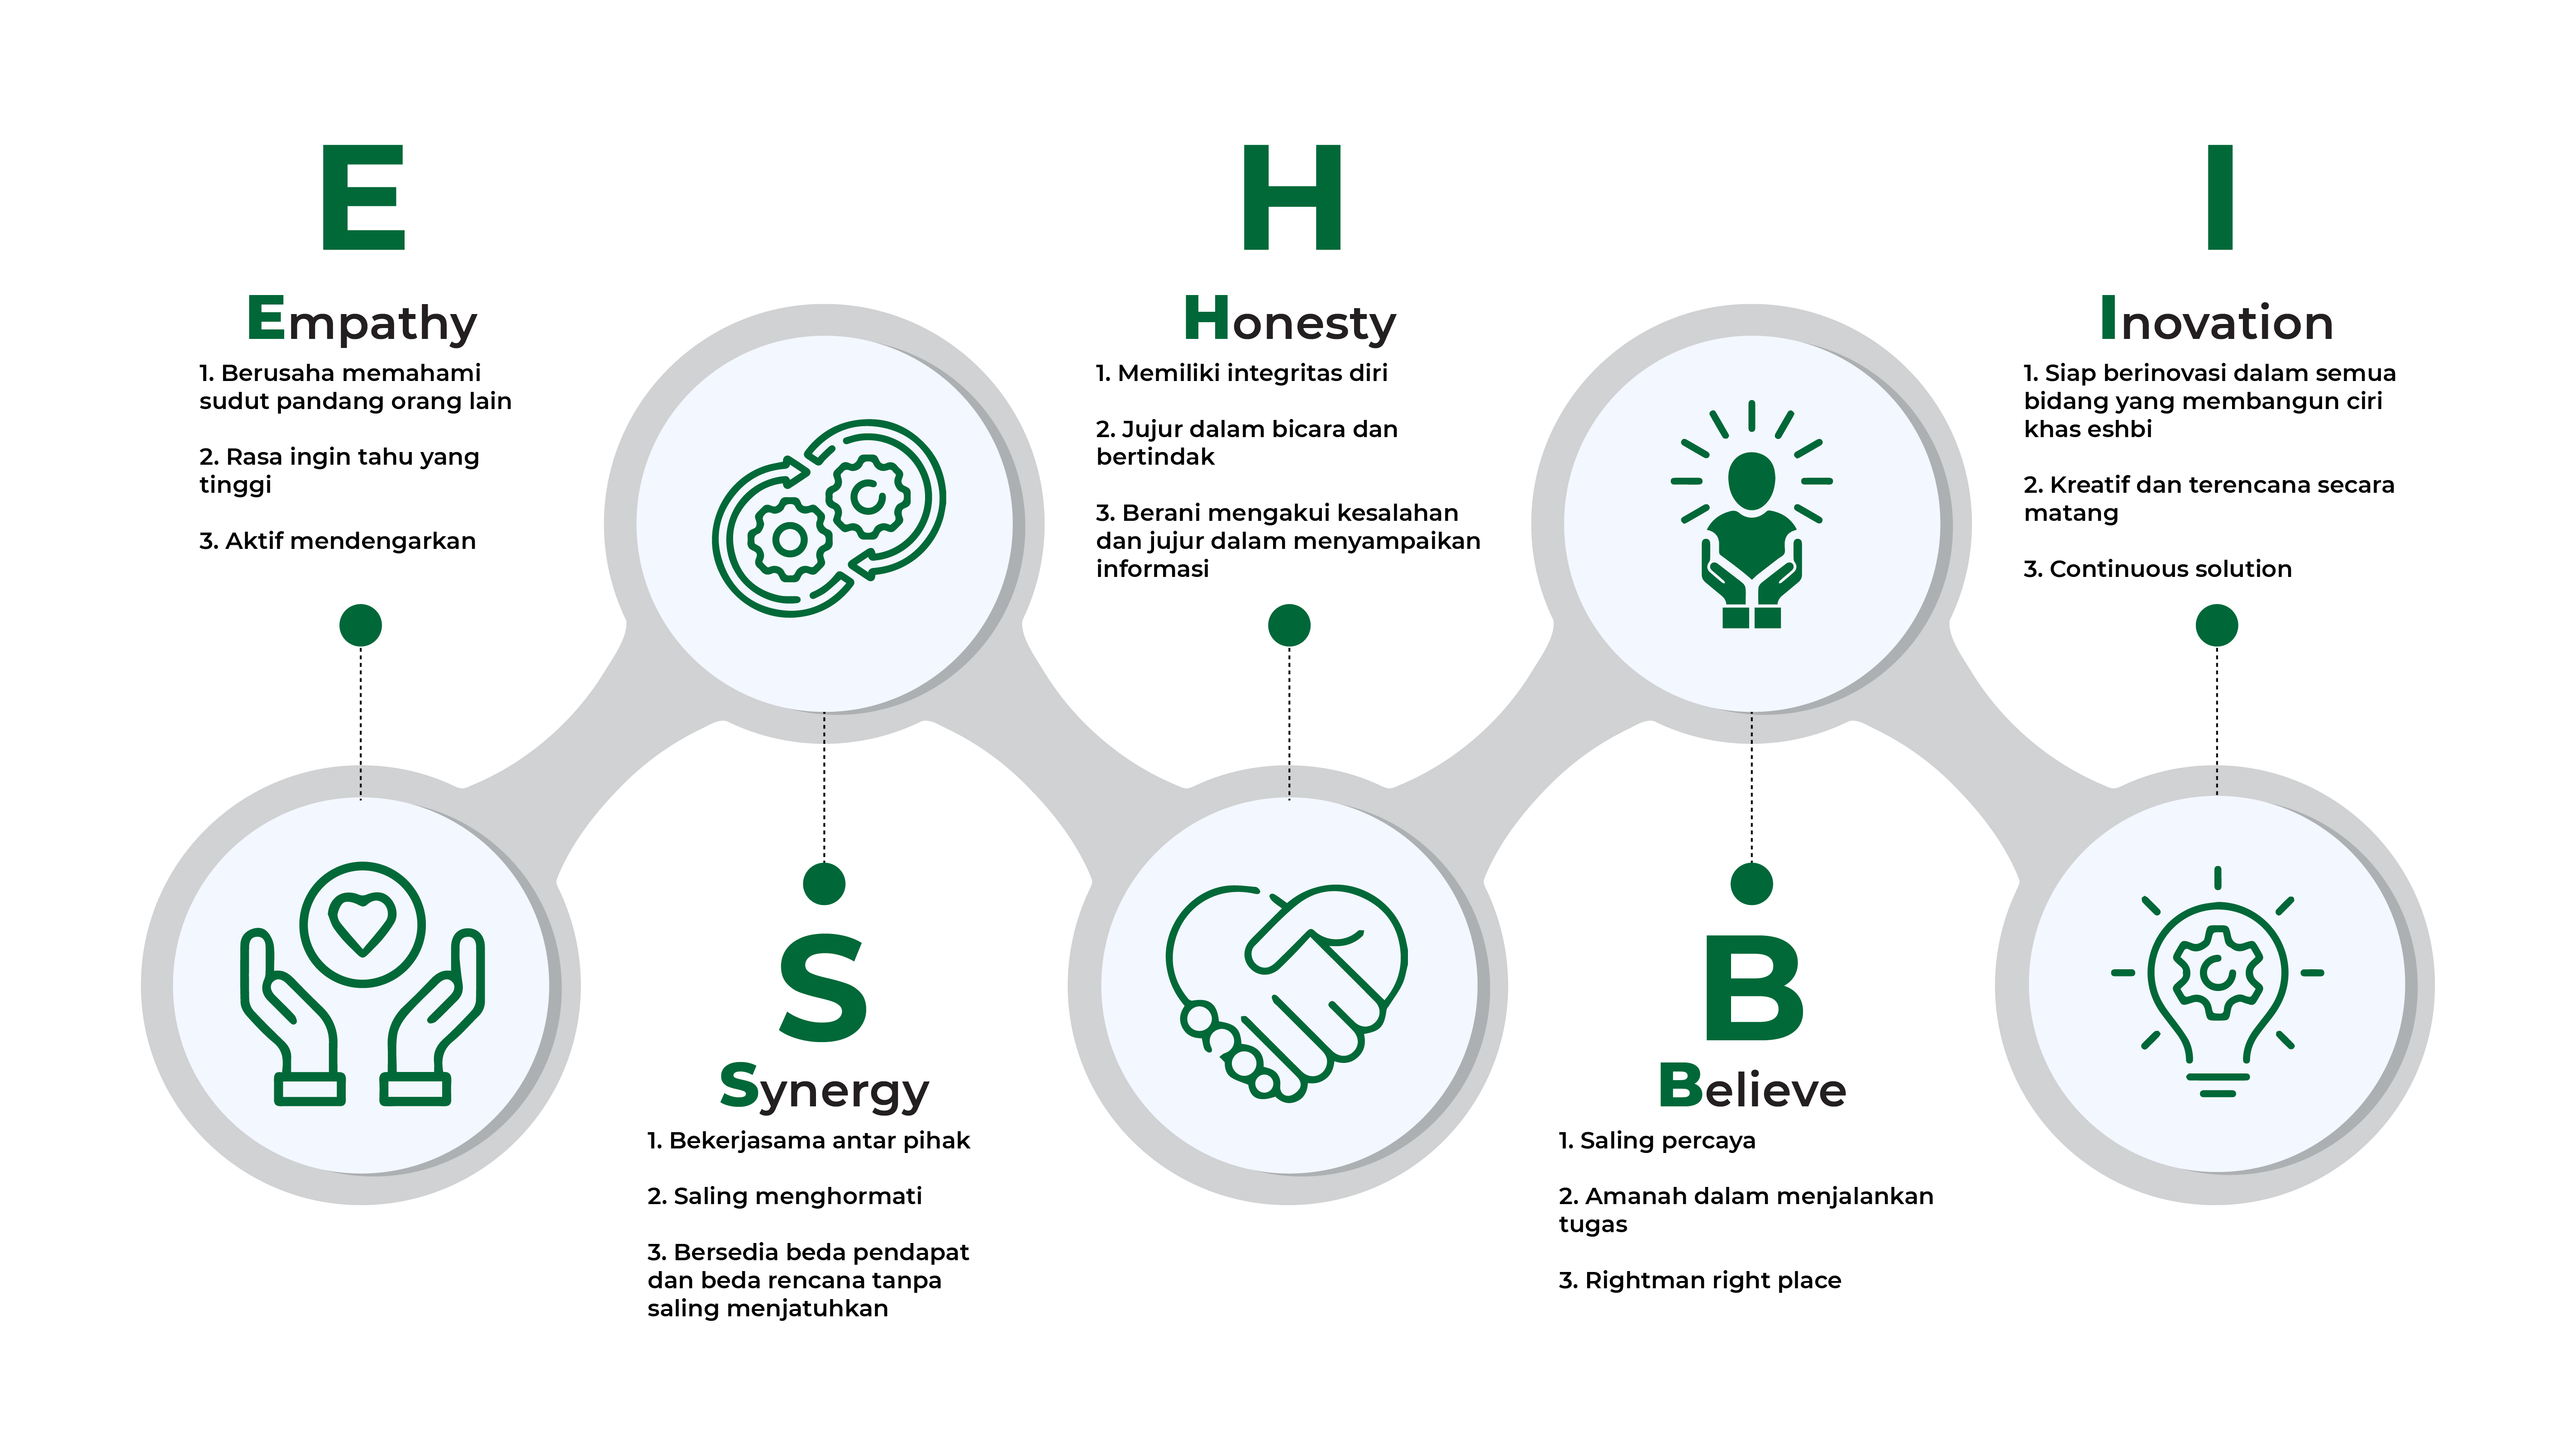 E
Empathy
1. Berusaha memahami
sudut pandang orang lain
2. Rasa ingin tahu yang
tinggi
3. Aktif mendengarkan
S
Synergy
1. Bekerjasama antar pihak
2. Saling menghormati
3. Bersedia beda pendapat
dan beda rencana tanpa
saling menjatuhkan
H
Honesty
1. Memiliki integritas diri
2. Jujur dalam bicara dan
bertindak
3. Berani mengakui kesalahan
dan jujur dalam menyampaikan
informasi
B
Believe
1. Saling percaya
2. Amanah dalam menjalankan
tugas
3. Rightman right place
I
Inovation
1. Siap berinovasi dalam semua
bidang yang membangun ciri
khas eshbi
2. Kreatif dan terencana secara
matang
3. Continuous solution